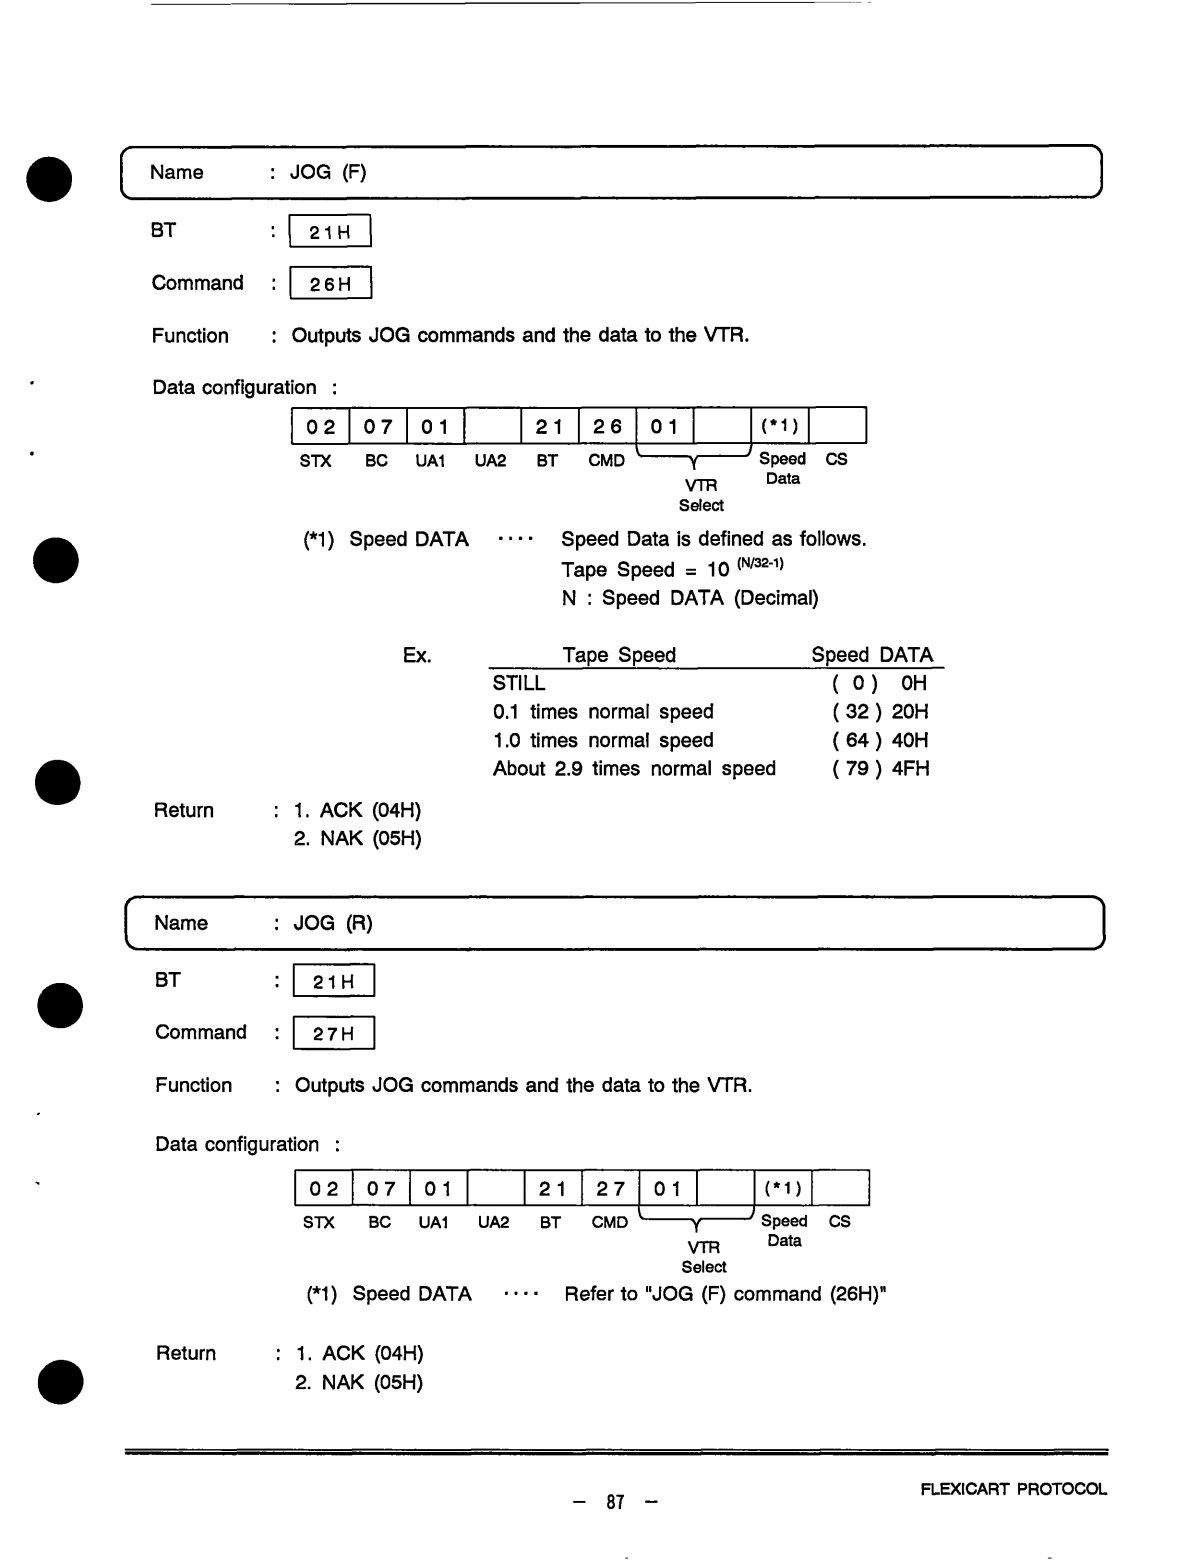 Name : JOG (F)
BT : 21H
Command : 26H
Function : Outputs JOG commands and the data to the VTR.
Data configuration :
02 07 01 21 26 01 (*1)
STX BC UA1 UA2 BT CMD VTR Select Speed Data CS
(*1) Speed DATA ···· Speed Data is defined as follows.
Tape Speed = 10 (N/32-1)
N : Speed DATA (Decimal)
Ex. Tape Speed Speed DATA
STILL ( 0 ) 0H
0.1 times normal speed ( 32 ) 20H
1.0 times normal speed ( 64 ) 40H
About 2.9 times normal speed ( 79 ) 4FH
Return : 1. ACK (04H)
2. NAK (05H)
Name : JOG (R)
BT : 21H
Command : 27H
Function : Outputs JOG commands and the data to the VTR.
Data configuration :
02 07 01 21 27 01 (*1)
STX BC UA1 UA2 BT CMD VTR Select Speed Data CS
(*1) Speed DATA ···· Refer to "JOG (F) command (26H)"
Return : 1. ACK (04H)
2. NAK (05H)
– 87 –
FLEXICART PROTOCOL